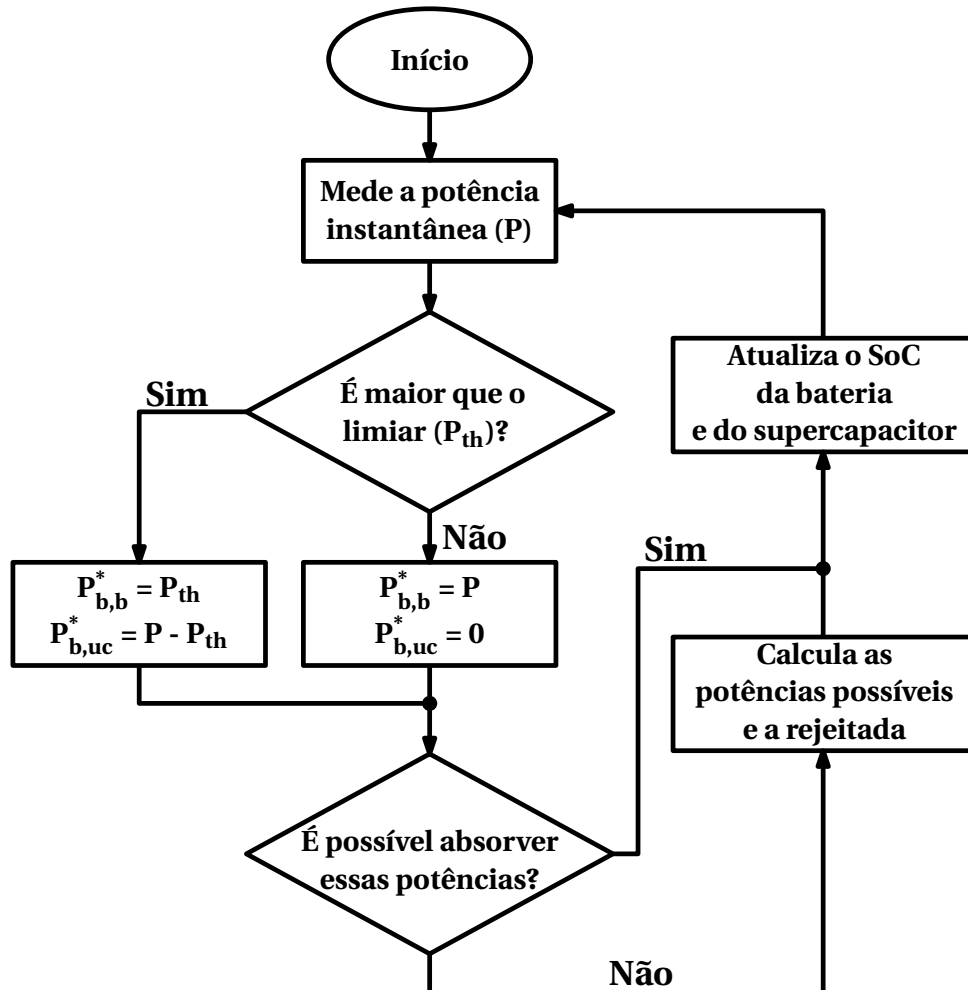 Início
Mede a potência
instantânea (P)
É maior que o
limiar (P_th)?
Sim
Não
P*_b,b = P_th
P*_b,uc = P - P_th
P*_b,b = P
P*_b,uc = 0
É possível absorver
essas potências?
Sim
Não
Calcula as
potências possíveis
e a rejeitada
Atualiza o SoC
da bateria
e do supercapacitor